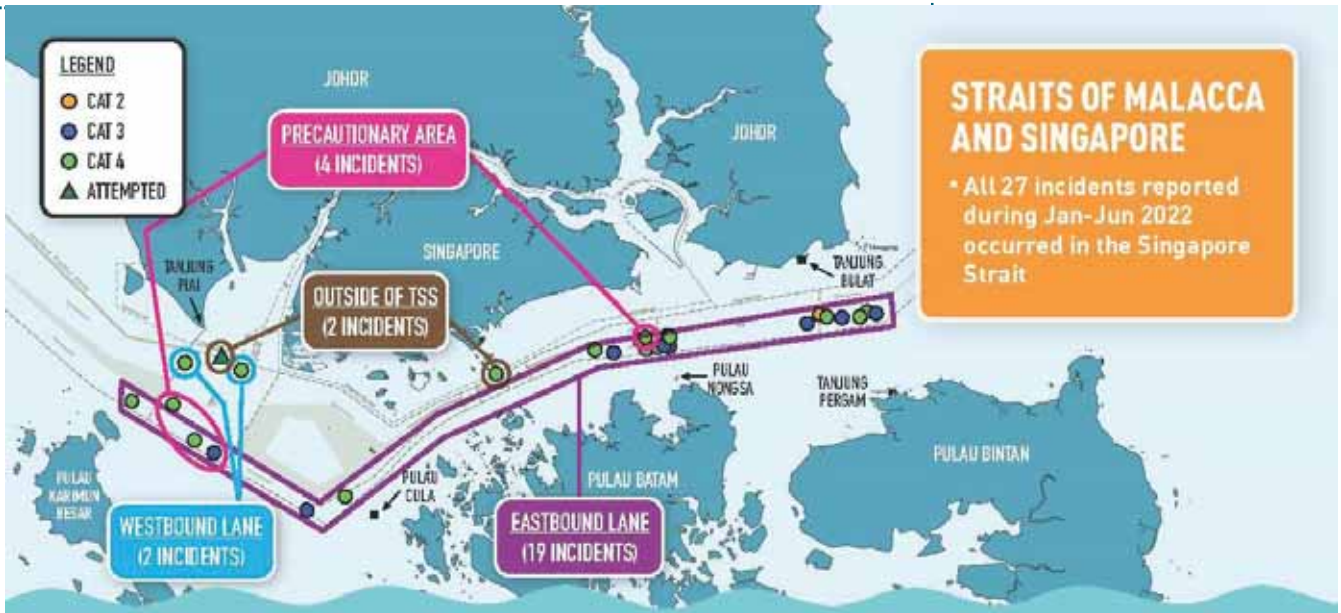 LEGEND
CAT 2
CAT 3
CAT 4
ATTEMPTED
JOHOR
JOHOR
PRECAUTIONARY AREA
(4 INCIDENTS)
STRAITS OF MALACCA
AND SINGAPORE
• All 27 incidents reported
during Jan-Jun 2022
occurred in the Singapore
Strait
SINGAPORE
TANJUNG
PIAI
TANJUNG
BULAT
OUTSIDE OF TSS
(2 INCIDENTS)
PULAU
NONGSA
TANJUNG
PERGAM
PULAU BINTAN
PULAU
KARIMUN
BESAR
PULAU
CULA
PULAU BATAM
WESTBOUND LANE
(2 INCIDENTS)
EASTBOUND LANE
(19 INCIDENTS)